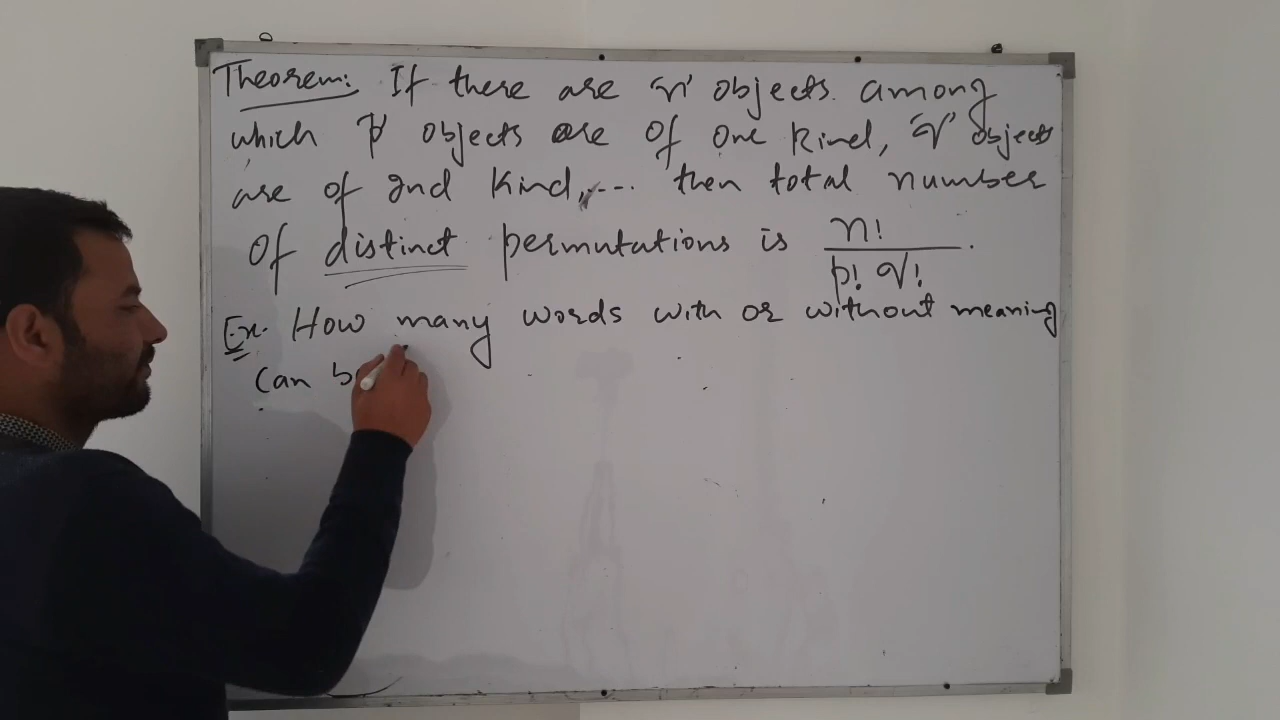 Theorem: If there are 'n' objects among
which 'p' objects are of one kind, 'q' objects
are of 2nd kind, ... then total number
of distinct permutations is n! / p! q! .
Ex. How many words with or without meaning
Can b